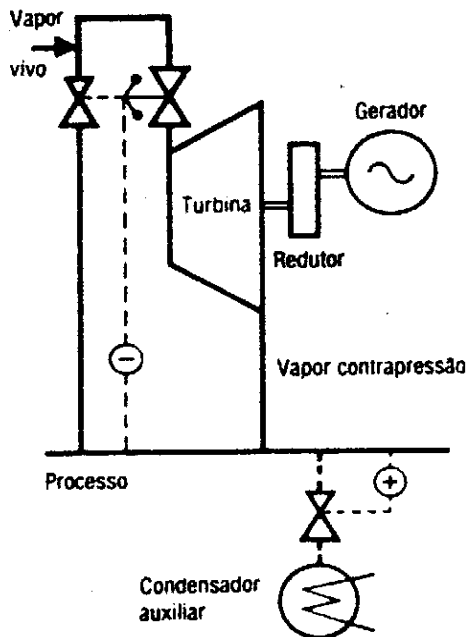 Vapor
vivo
Gerador
Turbina
Redutor
Vapor contrapressão
−
Processo
+
Condensador
auxiliar